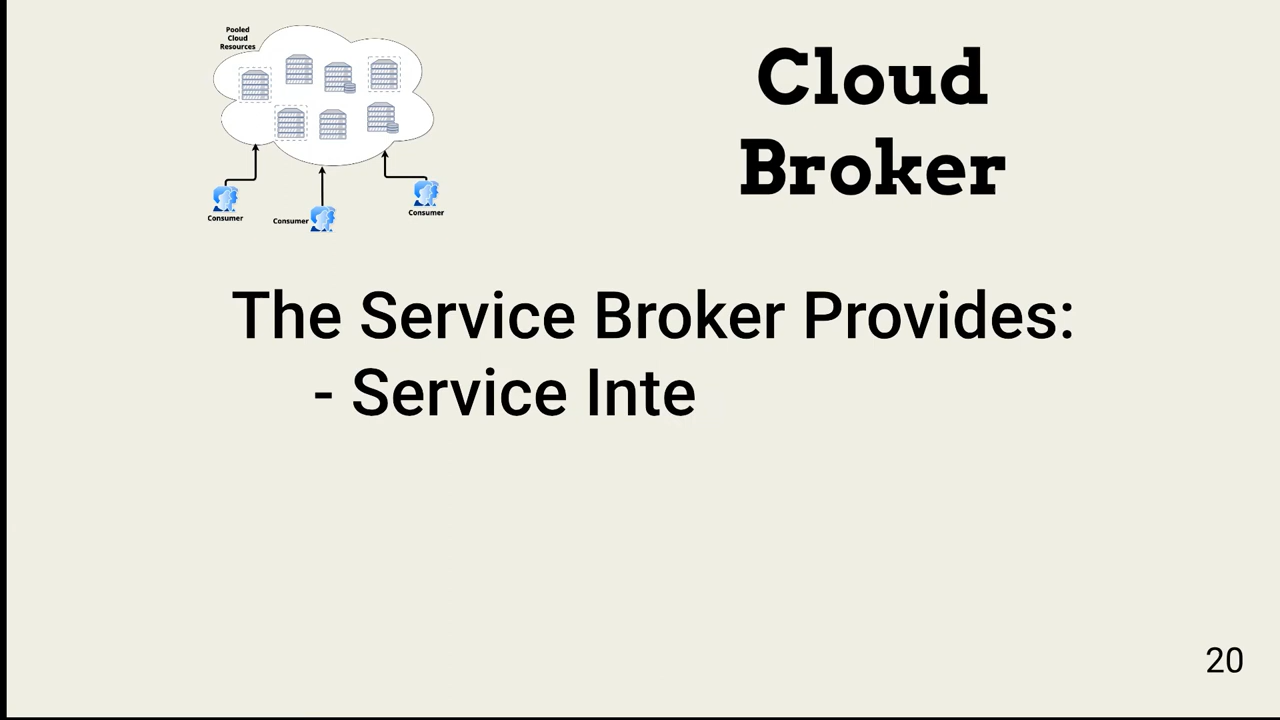 Pooled
Cloud
Resources
Cloud
Broker
Consumer
Consumer
Consumer
The Service Broker Provides:
- Service Inte
20